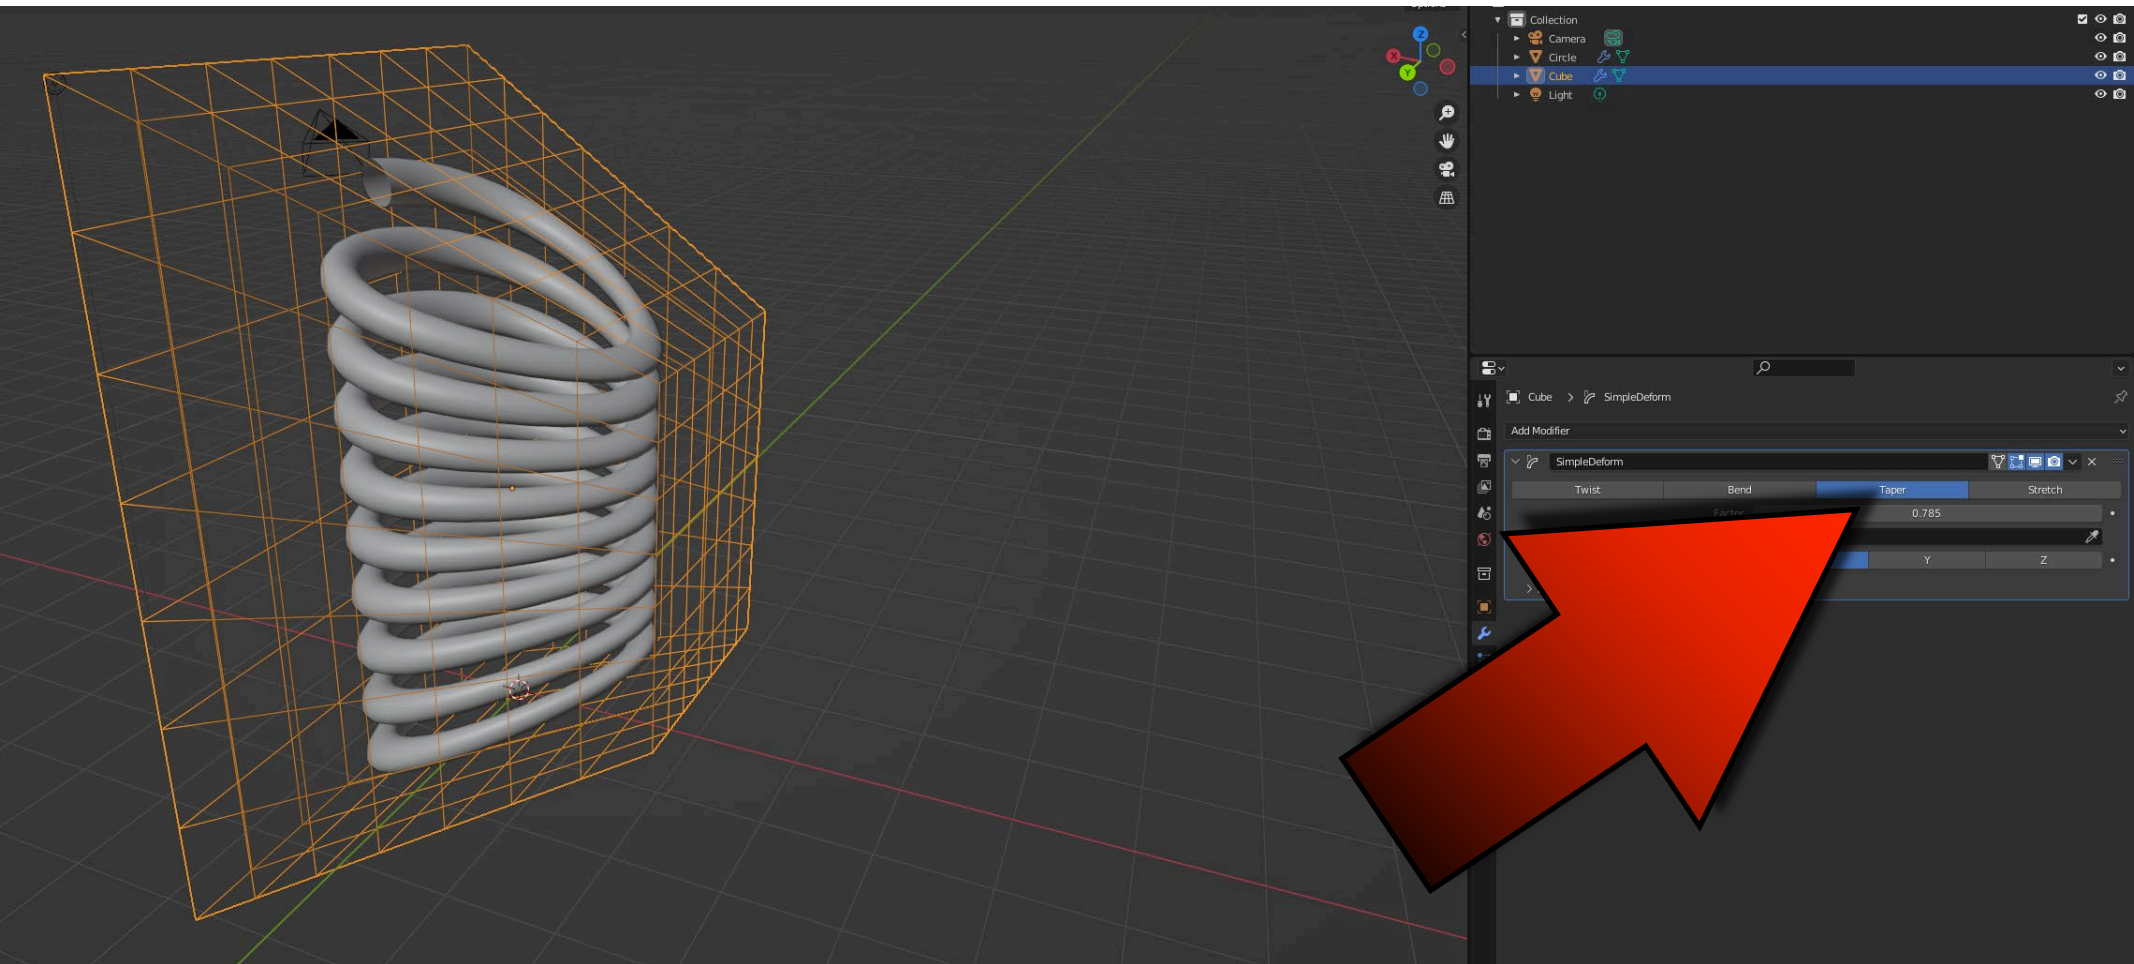 Collection
Camera
Circle
Cube
Light
Z
X
Y
Cube > SimpleDeform
Add Modifier
SimpleDeform
Twist Bend Taper Stretch
Factor 0.785
Y Z